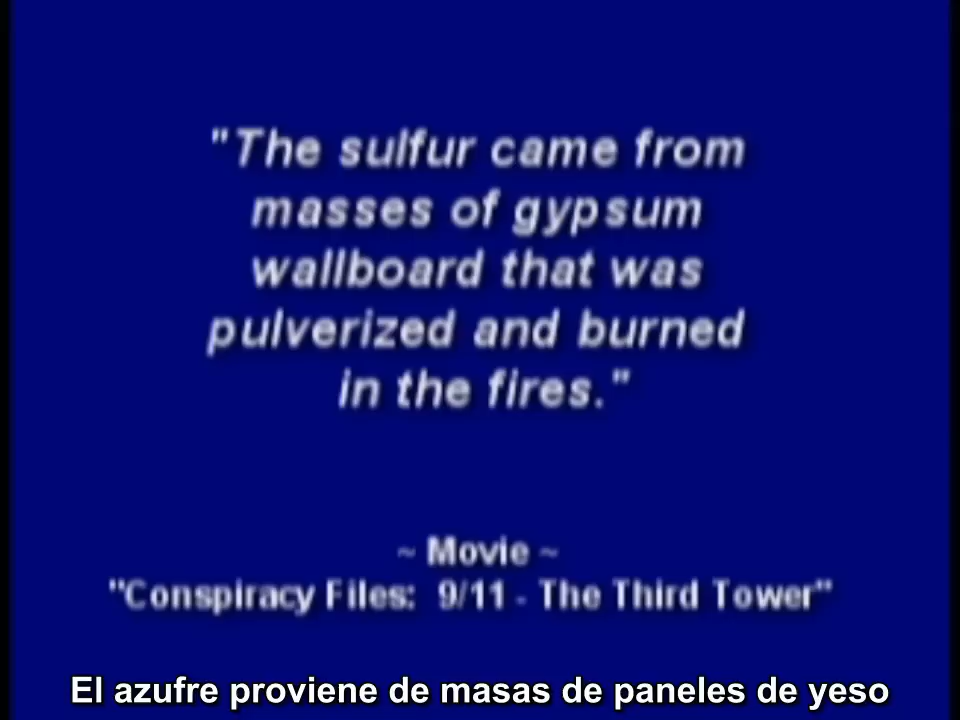 "The sulfur came from
masses of gypsum
wallboard that was
pulverized and burned
in the fires."
~ Movie ~
"Conspiracy Files:  9/11 - The Third Tower"
El azufre proviene de masas de paneles de yeso